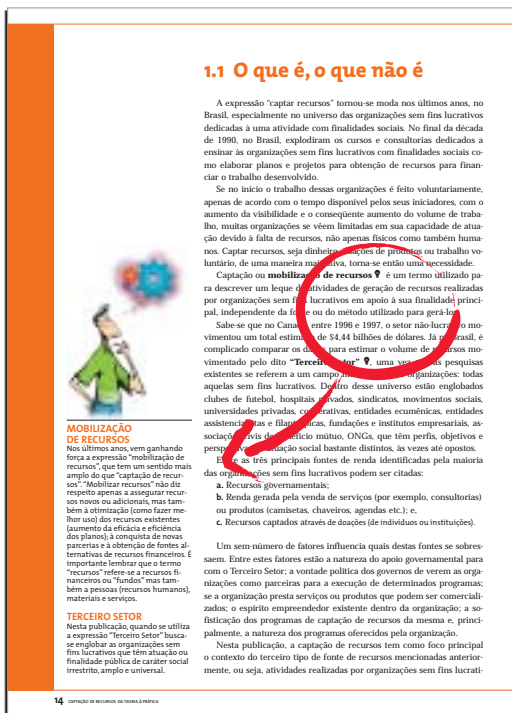 1.1 O que é, o que não é
A expressão "captar recursos" tornou-se moda nos últimos anos, no
Brasil, especialmente no universo das organizações sem fins lucrativos
dedicadas a uma atividade com finalidades sociais. No final da década
de 1990, no Brasil, explodiram os cursos e consultorias dedicados a
ensinar às organizações sem fins lucrativos com finalidades sociais co-
mo elaborar planos e projetos para obtenção de recursos para finan-
ciar o trabalho desenvolvido.
Se no início o trabalho dessas organizações é feito voluntariamente,
apenas de acordo com o tempo disponível pelos seus iniciadores, com o
aumento da visibilidade e o conseqüente aumento do volume de traba-
lho, muitas organizações se vêem limitadas em sua capacidade de atua-
ção devido à falta de recursos, não apenas físicos como também huma-
nos. Captar recursos, seja dinheiro, doações de produtos ou trabalho vo-
luntário, de uma maneira torna-se então uma necessidade.
Captação ou mobilização de recursos é um termo utilizado pa-
ra descrever um leque de atividades de geração de recursos realizadas
por organizações sem fins lucrativos em apoio à sua finalidade princi-
pal, independente da fonte ou do método utilizado para gerá-los.
Sabe-se que no Canadá, entre 1996 e 1997, o setor não-lucrativo mo-
vimentou um total estimado de $4,44 bilhões de dólares. Já no Brasil, é
complicado comparar os dados para estimar o volume de recursos mo-
vimentado pelo dito "Terceiro Setor", uma vez que as pesquisas
existentes se referem a um campo de organizações: todas
aquelas sem fins lucrativos. Dentro desse universo estão englobados
clubes de futebol, hospitais privados, sindicatos, movimentos sociais,
universidades privadas, cooperativas, entidades ecumênicas, entidades
assistencialistas e filantrópicas, fundações e institutos empresariais, as-
sociações civis de benefício mútuo, ONGs, que têm perfis, objetivos e
perspectivas de atuação social bastante distintos, às vezes até opostos.
Entre as três principais fontes de renda identificadas pela maioria
das organizações sem fins lucrativos podem ser citadas:
a. Recursos governamentais;
b. Renda gerada pela venda de serviços (por exemplo, consultorias)
ou produtos (camisetas, chaveiros, agendas etc.); e,
c. Recursos captados através de doações (de indivíduos ou instituições).
Um sem-número de fatores influencia quais destas fontes se sobres-
saem. Entre estes fatores estão a natureza do apoio governamental para
com o Terceiro Setor; a vontade política dos governos de verem as orga-
nizações como parceiras para a execução de determinados programas;
se a organização presta serviços ou produtos que podem ser comerciali-
zados; o espírito empreendedor existente dentro da organização; a so-
fisticação dos programas de captação de recursos da mesma e, princi-
palmente, a natureza dos programas oferecidos pela organização.
Nesta publicação, a captação de recursos tem como foco principal
o contexto do terceiro tipo de fonte de recursos mencionadas anterior-
mente, ou seja, atividades realizadas por organizações sem fins lucrati-
MOBILIZAÇÃO
DE RECURSOS
Nos últimos anos, vem ganhando
força a expressão "mobilização de
recursos", que tem um sentido mais
amplo do que "captação de recur-
sos". "Mobilizar recursos" não diz
respeito apenas a assegurar recur-
sos novos ou adicionais, mas tam-
bém à otimização (como fazer me-
lhor uso) dos recursos existentes
(aumento da eficácia e eficiência
dos planos); à conquista de novas
parcerias e à obtenção de fontes al-
ternativas de recursos financeiros. É
importante lembrar que o termo
"recursos" refere-se a recursos fi-
nanceiros ou "fundos" mas tam-
bém a pessoas (recursos humanos),
materiais e serviços.
TERCEIRO SETOR
Nesta publicação, quando se utiliza
a expressão "Terceiro Setor" busca-
se englobar as organizações sem
fins lucrativos que têm atuação ou
finalidade pública de caráter social
irrestrito, amplo e universal.
14 CAPTAÇÃO DE RECURSOS: DA TEORIA À PRÁTICA